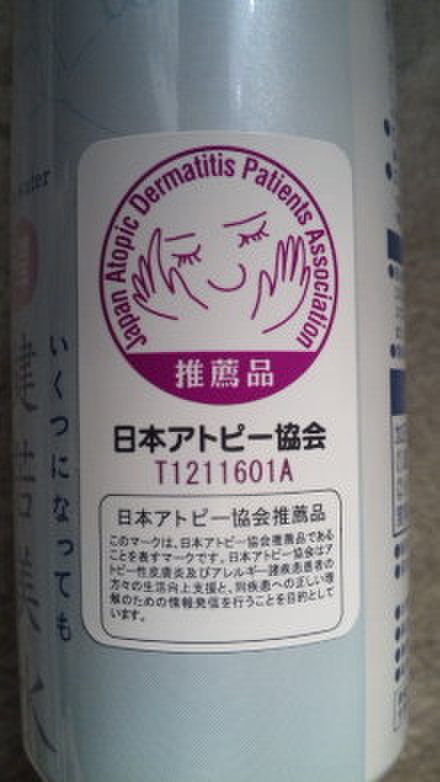 Japan Atopic Dermatitis Patients Association
推薦品
日本アトピー協会
T1211601A
日本アトピー協会推薦品
このマークは、日本アトピー協会推薦品である
ことを表すマークです。日本アトピー協会はア
トピー性皮膚炎及びアレルギー諸疾患患者の
方々の生活向上支援と、同疾患への正しい理
解のための情報発信を行うことを目的として
います。
いくつになっても